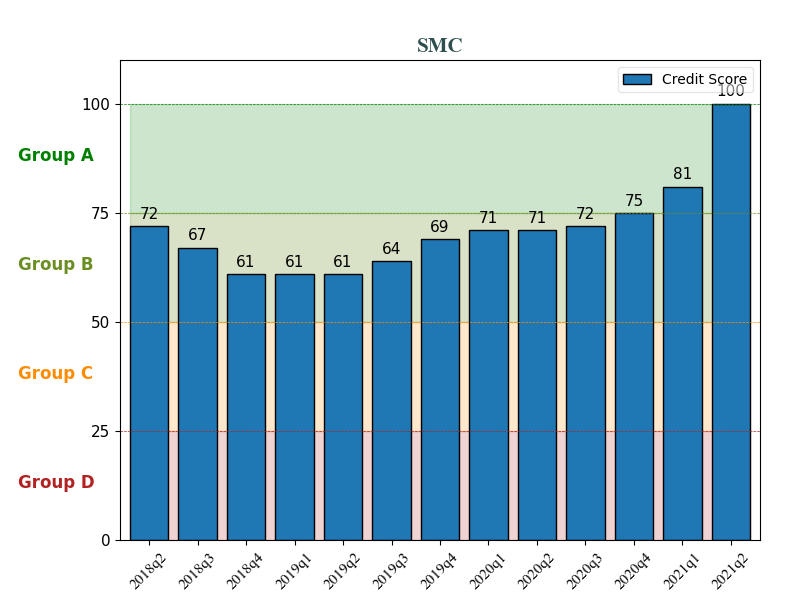 SMC
Credit Score
100
100
Group A
81
75
75
72
71
71
72
69
67
64
61
61
61
Group B
50
Group C
25
Group D
0
2018q2
2018q3
2018q4
2019q1
2019q2
2019q3
2019q4
2020q1
2020q2
2020q3
2020q4
2021q1
2021q2